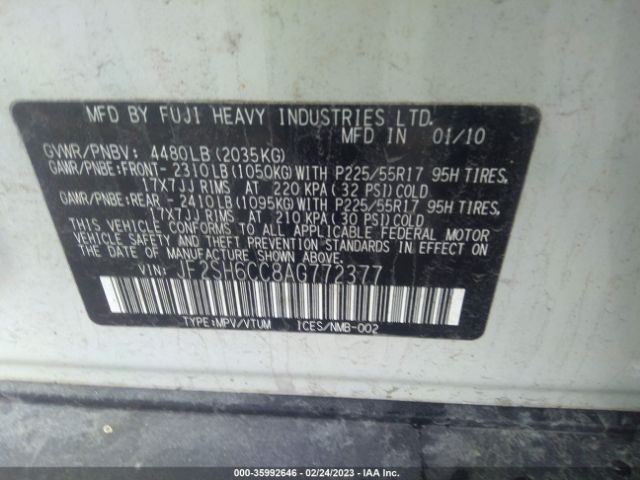 MFD BY FUJI HEAVY INDUSTRIES LTD.
MFD IN 01/10
GVWR/PNBV: 4480LB (2035KG)
GAWR/PNBE:FRONT- 2310LB (1050KG) WITH P225/55R17 95H TIRES,
17X7JJ RIMS AT 220 KPA (32 PSI) COLD
GAWR/PNBE:REAR - 2410LB (1095KG) WITH P225/55R17 95H TIRES,
17X7JJ RIMS AT 210 KPA (30 PSI) COLD
THIS VEHICLE CONFORMS TO ALL APPLICABLE FEDERAL MOTOR
VEHICLE SAFETY AND THEFT PREVENTION STANDARDS IN EFFECT ON
THE DATE OF MANUFACTURE SHOWN ABOVE.
VIN: JF2SH6CC8AG772377
TYPE:MPV/VTUM ICES/NMB-002
000-35992646 - 02/24/2023 - IAA Inc.